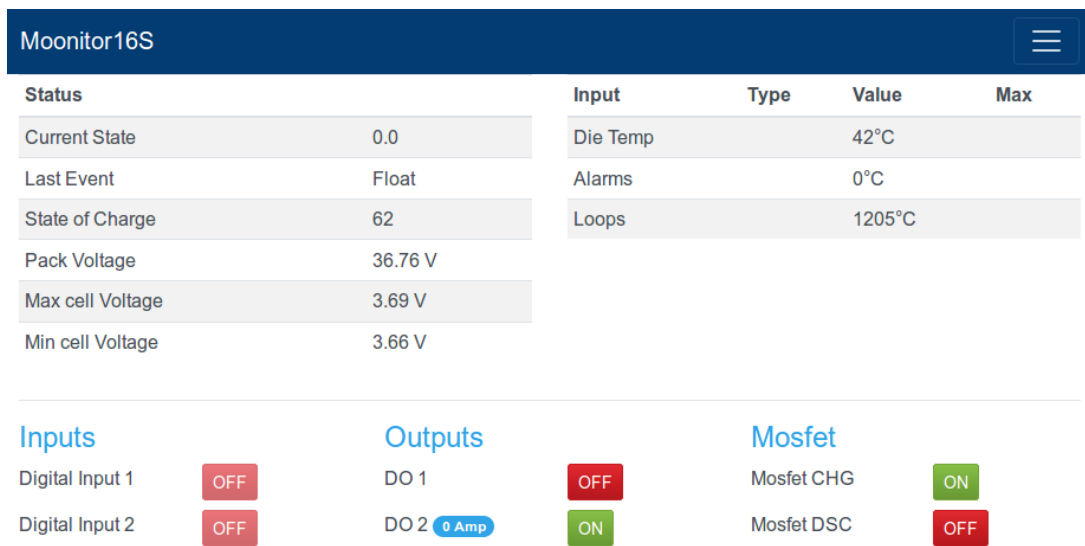 Moonitor16S
Status
Current State 0.0
Last Event Float
State of Charge 62
Pack Voltage 36.76 V
Max cell Voltage 3.69 V
Min cell Voltage 3.66 V
Input Type Value Max
Die Temp 42°C
Alarms 0°C
Loops 1205°C
Inputs
Digital Input 1 OFF
Digital Input 2 OFF
Outputs
DO 1 OFF
DO 2 0 Amp ON
Mosfet
Mosfet CHG ON
Mosfet DSC OFF